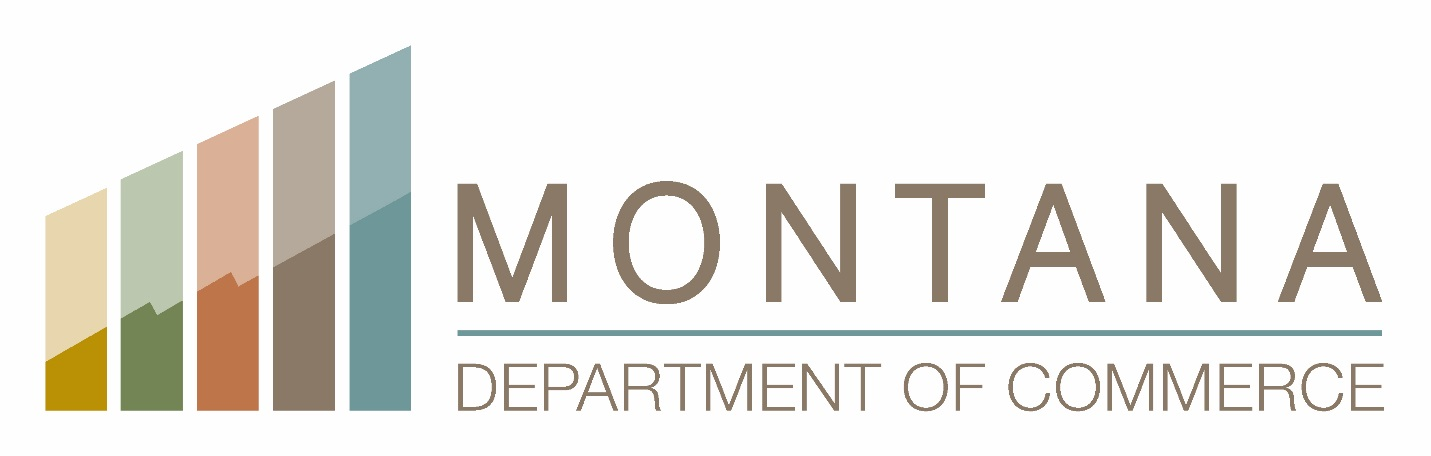 MONTANA
DEPARTMENT OF COMMERCE